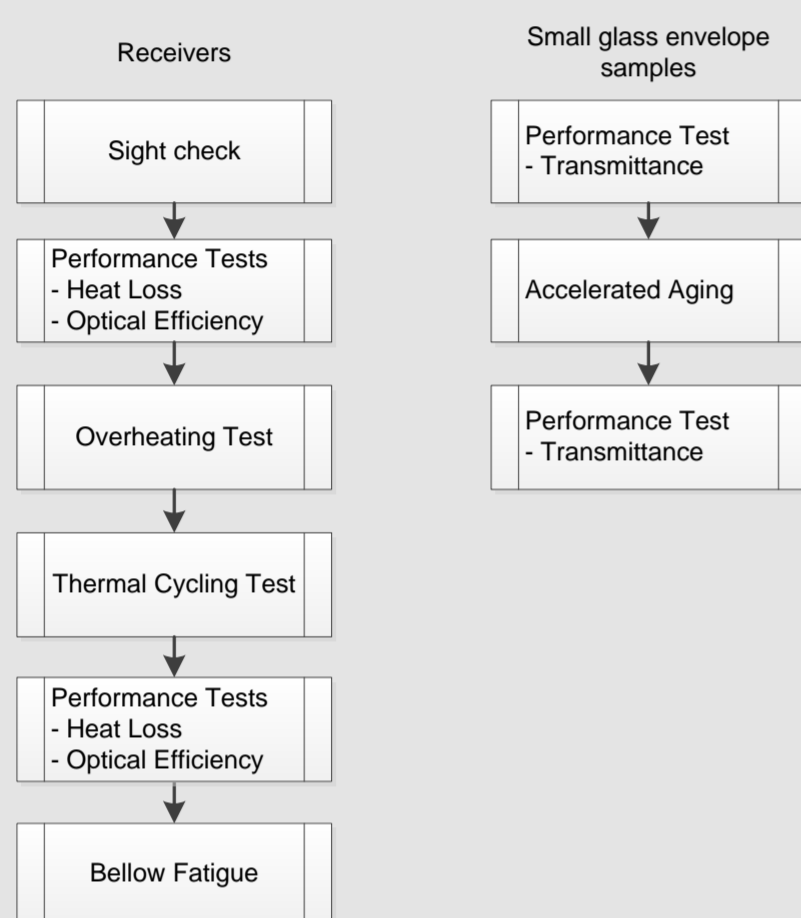 Receivers
Sight check
Performance Tests
- Heat Loss
- Optical Efficiency
Overheating Test
Thermal Cycling Test
Performance Tests
- Heat Loss
- Optical Efficiency
Bellow Fatigue
Small glass envelope
samples
Performance Test
- Transmittance
Accelerated Aging
Performance Test
- Transmittance